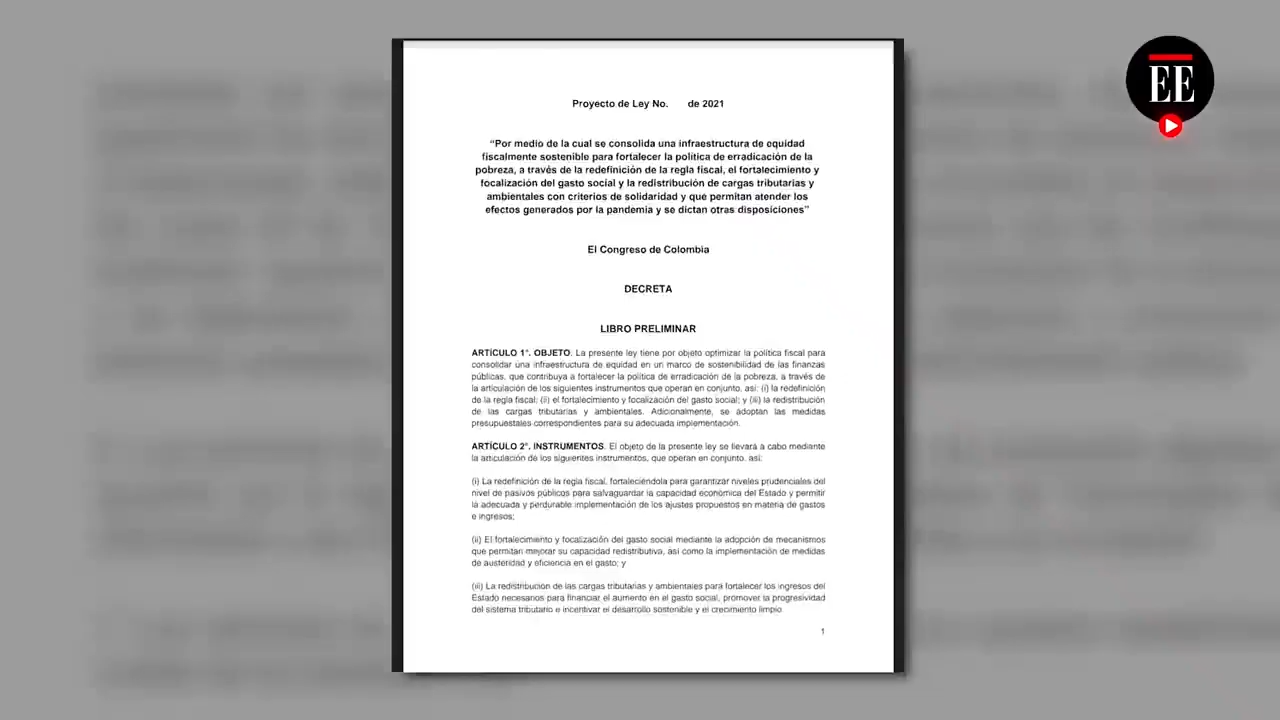 Proyecto de Ley No. de 2021
“Por medio de la cual se consolida una infraestructura de equidad
fiscalmente sostenible para fortalecer la política de erradicación de la
pobreza, a través de la redefinición de la regla fiscal, el fortalecimiento y
focalización del gasto social y la redistribución de cargas tributarias y
ambientales con criterios de solidaridad y que permitan atender los
efectos generados por la pandemia y se dictan otras disposiciones”
El Congreso de Colombia
DECRETA
LIBRO PRELIMINAR
ARTÍCULO 1°. OBJETO. La presente ley tiene por objeto optimizar la política fiscal para
consolidar una infraestructura de equidad en un marco de sostenibilidad de las finanzas
públicas, que contribuya a fortalecer la política de erradicación de la pobreza, a través de
la articulación de los siguientes instrumentos que operan en conjunto, así: (i) la redefinición
de la regla fiscal; (ii) el fortalecimiento y focalización del gasto social; y (iii) la redistribución
de las cargas tributarias y ambientales. Adicionalmente, se adoptan las medidas
presupuestales correspondientes para su adecuada implementación.
ARTÍCULO 2°. INSTRUMENTOS. El objeto de la presente ley se llevará a cabo mediante
la articulación de los siguientes instrumentos, que operan en conjunto, así:
(i) La redefinición de la regla fiscal, fortaleciéndola para garantizar niveles prudenciales del
nivel de pasivos públicos para salvaguardar la capacidad económica del Estado y permitir
la adecuada y perdurable implementación de los ajustes propuestos en materia de gastos
e ingresos;
(ii) El fortalecimiento y focalización del gasto social mediante la adopción de mecanismos
que permitan mejorar su capacidad redistributiva, así como la implementación de medidas
de austeridad y eficiencia en el gasto; y
(iii) La redistribución de las cargas tributarias y ambientales para fortalecer los ingresos del
Estado necesarios para financiar el aumento en el gasto social, promover la progresividad
del sistema tributario e incentivar el desarrollo sostenible y el crecimiento limpio.
1
EE